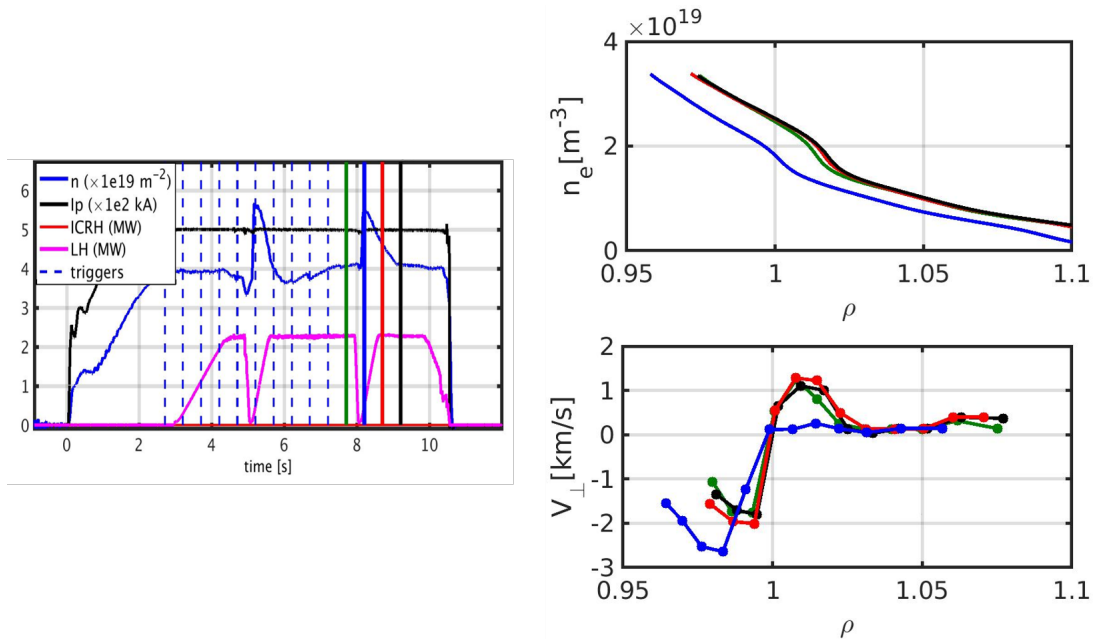 6
5
4
3
2
1
0
n (×1e19 m⁻²)
Ip (×1e2 kA)
ICRH (MW)
LH (MW)
triggers
0 2 4 6 8 10
time [s]
×10¹⁹
4
2
0
nₑ[m⁻³]
0.95 1 1.05 1.1
ρ
2
1
0
-1
-2
-3
V⊥[km/s]
0.95 1 1.05 1.1
ρ